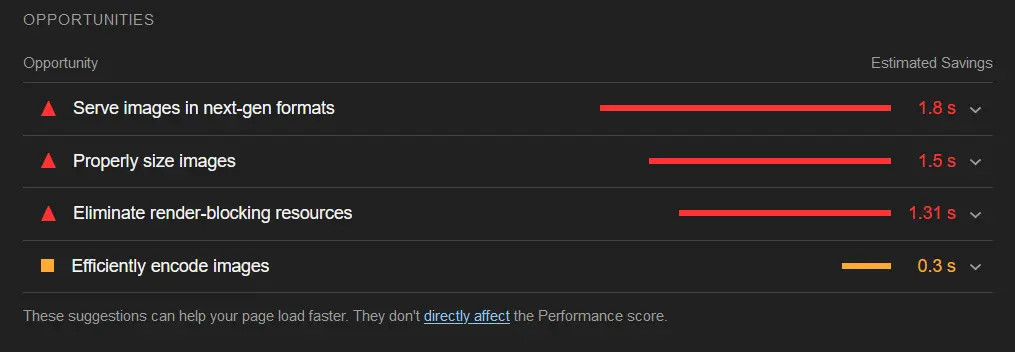 OPPORTUNITIES
Opportunity Estimated Savings
Serve images in next-gen formats 1.8 s
Properly size images 1.5 s
Eliminate render-blocking resources 1.31 s
Efficiently encode images 0.3 s
These suggestions can help your page load faster. They don't directly affect the Performance score.